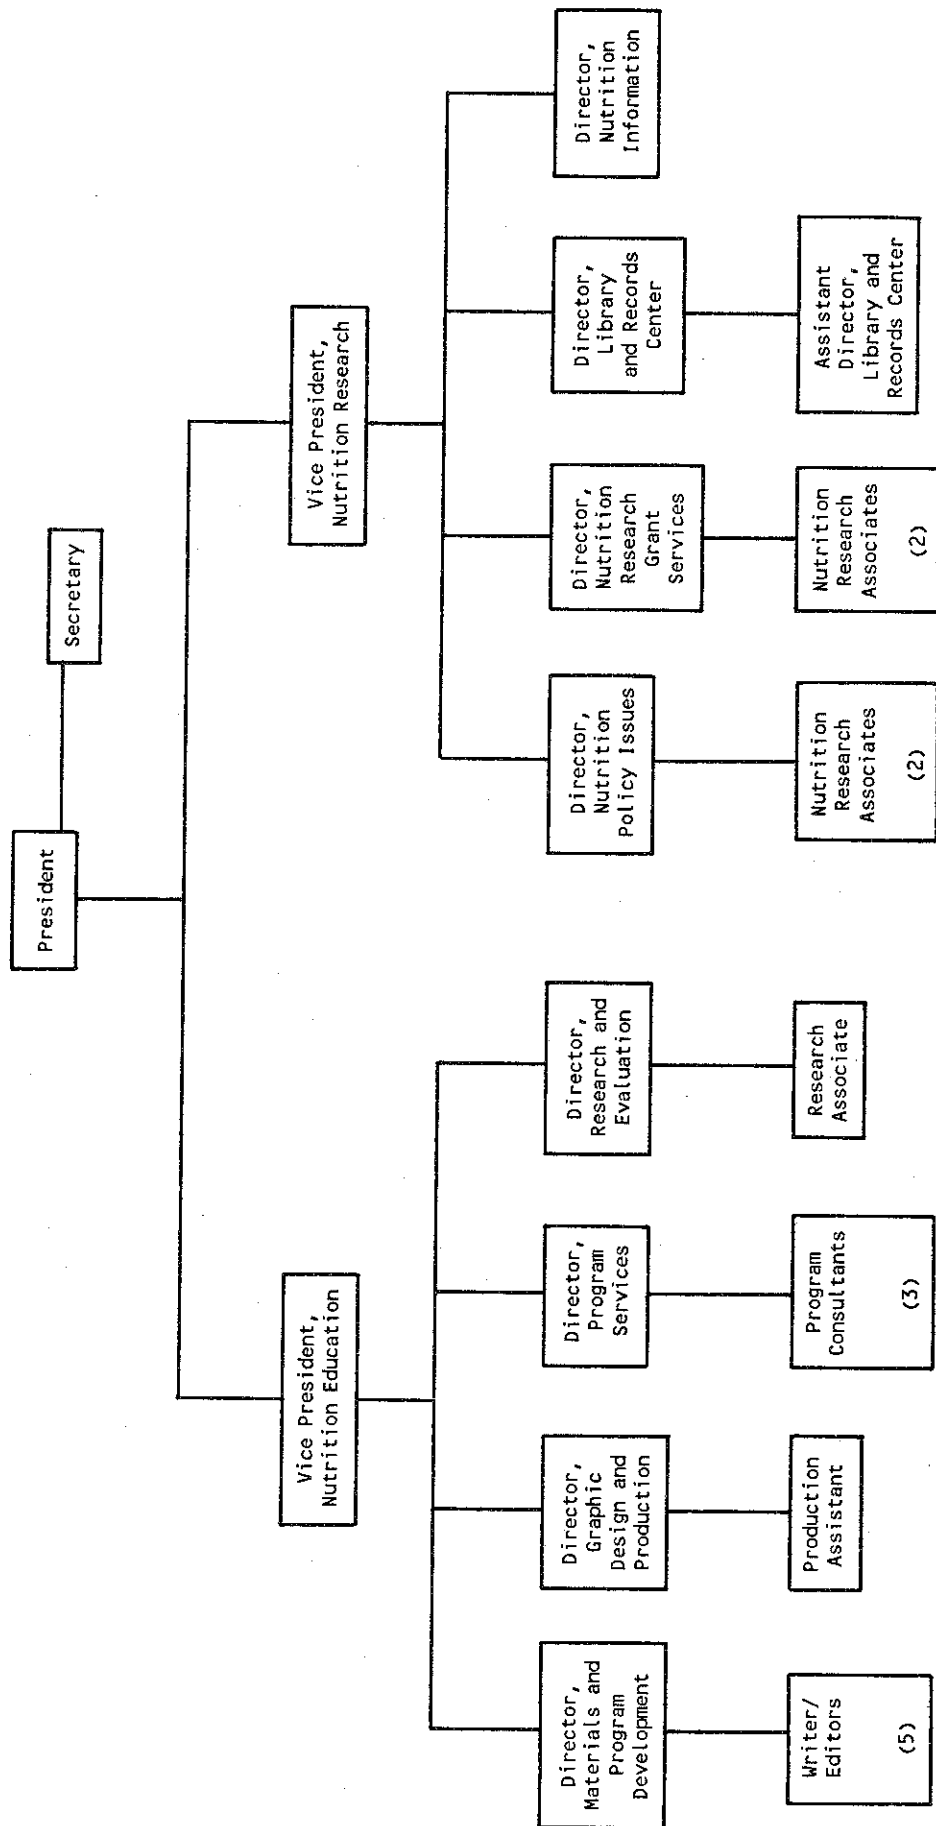 President
Secretary
Vice President,
Nutrition Education
Vice President,
Nutrition Research
Director,
Materials and
Program
Development
Director,
Graphic
Design and
Production
Director,
Program
Services
Director,
Research and
Evaluation
Director,
Nutrition
Policy Issues
Director,
Nutrition
Research
Grant
Services
Director,
Library
and Records
Center
Director,
Nutrition
Information
Writer/
Editors
(5)
Production
Assistant
Program
Consultants
(3)
Research
Associate
Nutrition
Research
Associates
(2)
Nutrition
Research
Associates
(2)
Assistant
Director,
Library and
Records Center